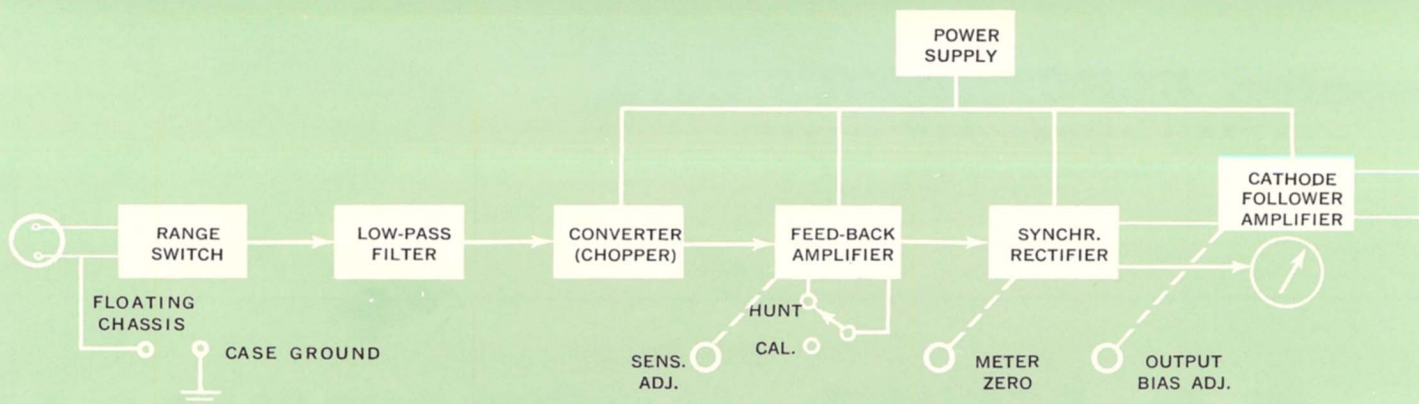 POWER
SUPPLY
RANGE
SWITCH
LOW-PASS
FILTER
CONVERTER
(CHOPPER)
FEED-BACK
AMPLIFIER
SYNCHR.
RECTIFIER
CATHODE
FOLLOWER
AMPLIFIER
FLOATING
CHASSIS
CASE GROUND
SENS.
ADJ.
HUNT
CAL.
METER
ZERO
OUTPUT
BIAS ADJ.